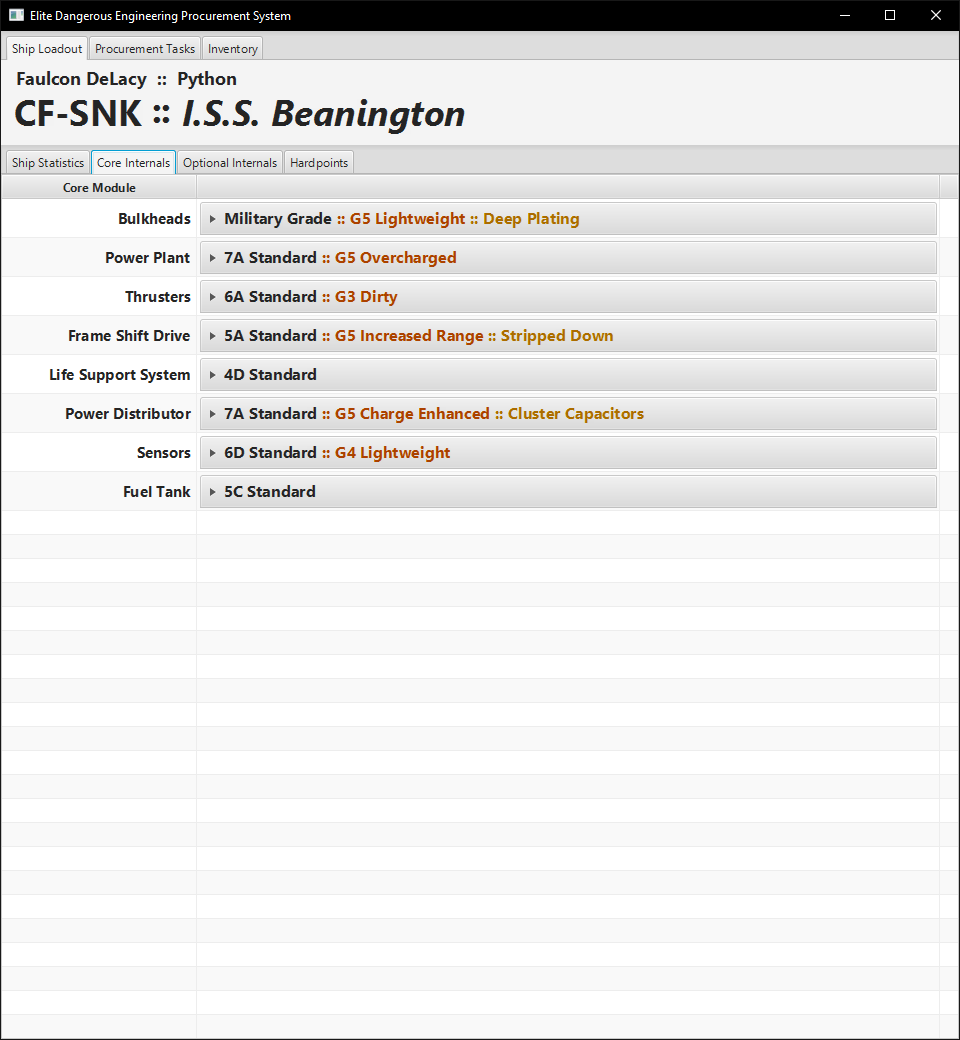 Elite Dangerous Engineering Procurement System
Ship Loadout Procurement Tasks Inventory
Faulcon DeLacy :: Python
CF-SNK :: I.S.S. Beanington
Ship Statistics Core Internals Optional Internals Hardpoints
Core Module
Bulkheads Military Grade :: G5 Lightweight :: Deep Plating
Power Plant 7A Standard :: G5 Overcharged
Thrusters 6A Standard :: G3 Dirty
Frame Shift Drive 5A Standard :: G5 Increased Range :: Stripped Down
Life Support System 4D Standard
Power Distributor 7A Standard :: G5 Charge Enhanced :: Cluster Capacitors
Sensors 6D Standard :: G4 Lightweight
Fuel Tank 5C Standard